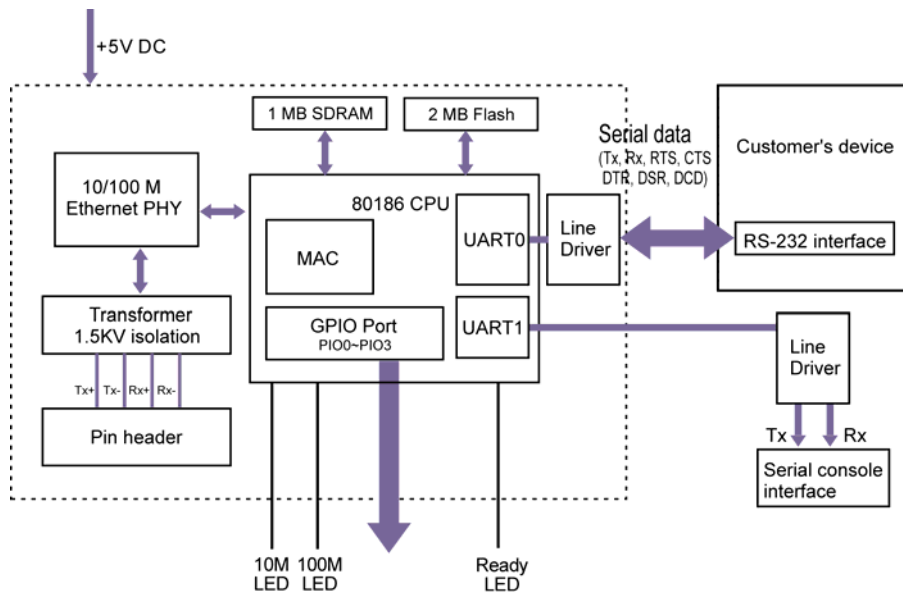 +5V DC
1 MB SDRAM
2 MB Flash
Serial data
(Tx, Rx, RTS, CTS
DTR, DSR, DCD)
Customer's device
RS-232 interface
10/100 M
Ethernet PHY
80186 CPU
MAC
UART0
Line
Driver
Transformer
1.5KV isolation
GPIO Port
PIO0~PIO3
UART1
Line
Driver
Tx+
Tx-
Rx+
Rx-
Pin header
Tx
Rx
Serial console
interface
10M
LED
100M
LED
Ready
LED